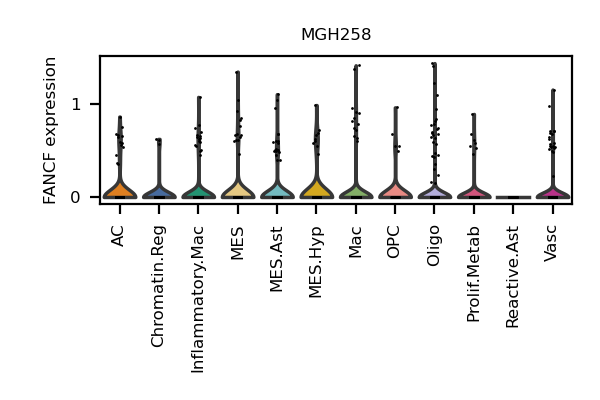 MGH258
FANCF expression
1
0
AC
Chromatin.Reg
Inflammatory.Mac
MES
MES.Ast
MES.Hyp
Mac
OPC
Oligo
Prolif.Metab
Reactive.Ast
Vasc